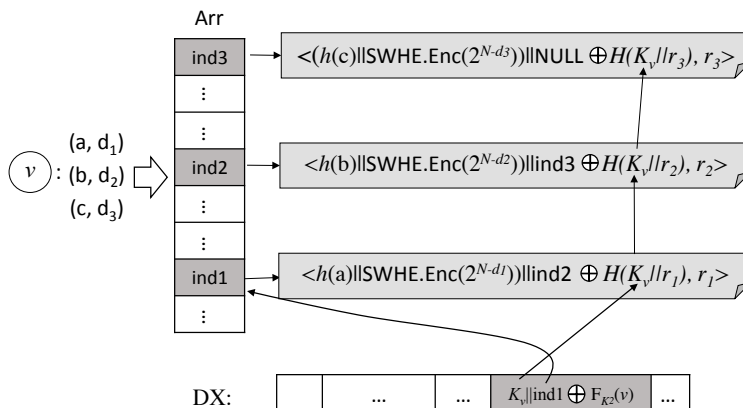 Arr
ind3
<(h(c)||SWHE.Enc(2^{N-d3}))||NULL ⊕ H(K_v||r_3), r_3>
⋮
⋮
v : (a, d_1)
(b, d_2)
(c, d_3)
ind2
<h(b)||SWHE.Enc(2^{N-d2})||ind3 ⊕ H(K_v||r_2), r_2>
⋮
⋮
ind1
<h(a)||SWHE.Enc(2^{N-d1})||ind2 ⊕ H(K_v||r_1), r_1>
⋮
DX: ... ... K_v||ind1 ⊕ F_{K2}(v) ...